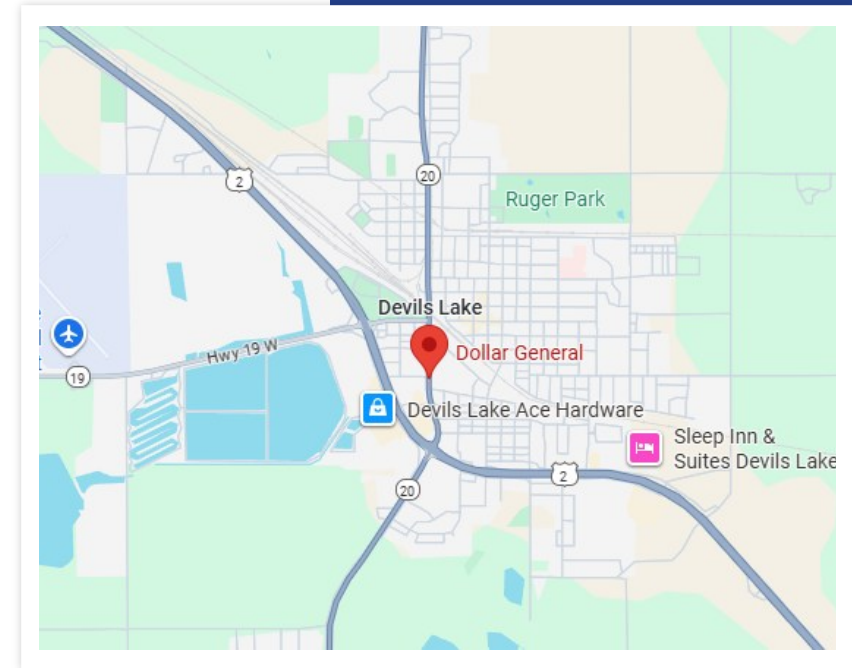 2
20
Ruger Park
Devils Lake
Dollar General
Hwy 19 W
19
Devils Lake Ace Hardware
Sleep Inn &
Suites Devils Lake
2
20